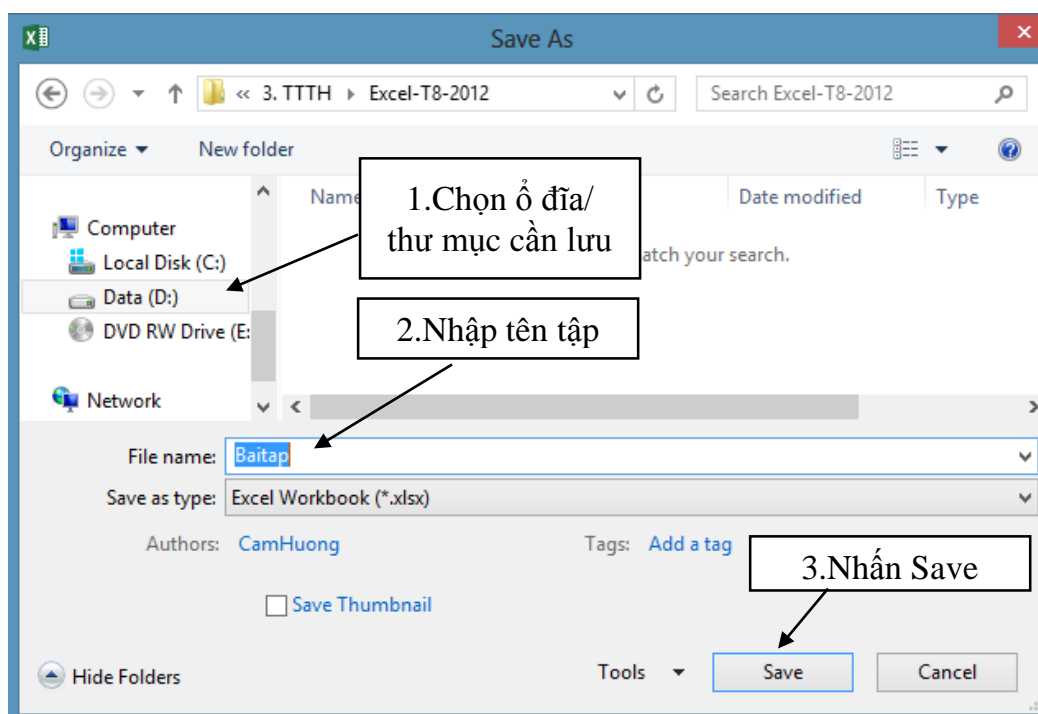 Save As
« 3. TTTH Excel-T8-2012 Search Excel-T8-2012
Organize New folder
Name Date modified Type
1.Chọn ổ đĩa/
thư mục cần lưu
atch your search.
Computer
Local Disk (C:)
Data (D:)
DVD RW Drive (E:
Network
2.Nhập tên tập
File name: Baitap
Save as type: Excel Workbook (*.xlsx)
Authors: CamHuong Tags: Add a tag
3.Nhấn Save
Save Thumbnail
Hide Folders Tools Save Cancel